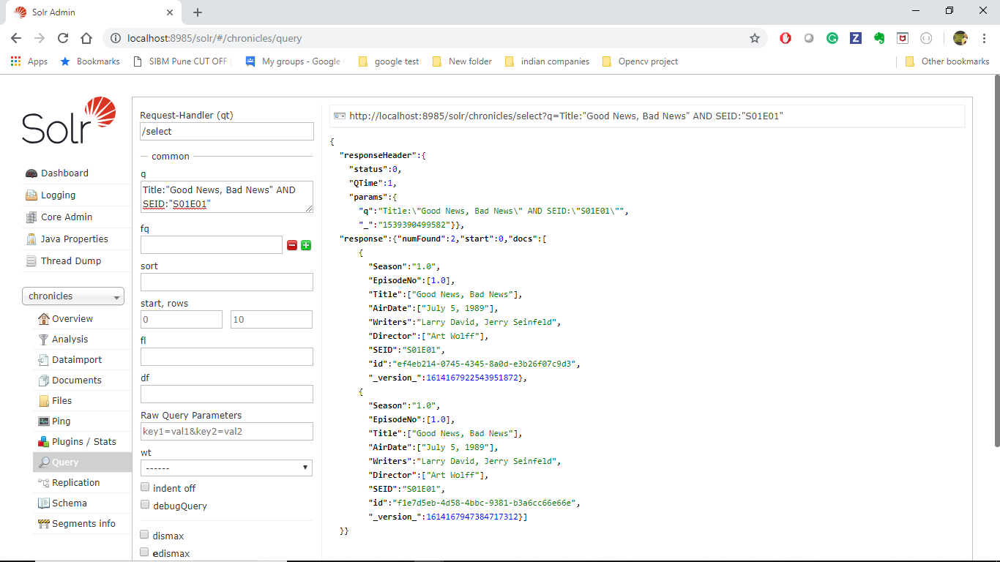 Solr Admin
localhost:8985/solr/#/chronicles/query
Apps Bookmarks SIBM Pune CUT OFF My groups - Google google test New folder indian companies Opencv project Other bookmarks
Solr
Dashboard
Logging
Core Admin
Java Properties
Thread Dump
chronicles
Overview
Analysis
Dataimport
Documents
Files
Ping
Plugins / Stats
Query
Replication
Schema
Segments info
Request-Handler (qt)
/select
common
q
Title:"Good News, Bad News" AND
SEID:"S01E01"
fq
sort
start, rows
0 10
fl
df
Raw Query Parameters
key1=val1&key2=val2
wt
------
indent off
debugQuery
dismax
edismax
http://localhost:8985/solr/chronicles/select?q=Title:"Good News, Bad News" AND SEID:"S01E01"
{
"responseHeader":{
"status":0,
"QTime":1,
"params":{
"q":"Title:\"Good News, Bad News\" AND SEID:\"S01E01\"",
"_":"1539390499582"}},
"response":{"numFound":2,"start":0,"docs":[
{
"Season":"1.0",
"EpisodeNo":[1.0],
"Title":["Good News, Bad News"],
"AirDate":["July 5, 1989"],
"Writers":"Larry David, Jerry Seinfeld",
"Director":["Art Wolff"],
"SEID":"S01E01",
"id":"ef4eb214-0745-4345-8a0d-e3b26f07c9d3",
"_version_":1614167922543951872},
{
"Season":"1.0",
"EpisodeNo":[1.0],
"Title":["Good News, Bad News"],
"AirDate":["July 5, 1989"],
"Writers":"Larry David, Jerry Seinfeld",
"Director":["Art Wolff"],
"SEID":"S01E01",
"id":"f1e7d5eb-4d58-4bbc-9381-b3a6cc66e66e",
"_version_":1614167947384717312}]
}}